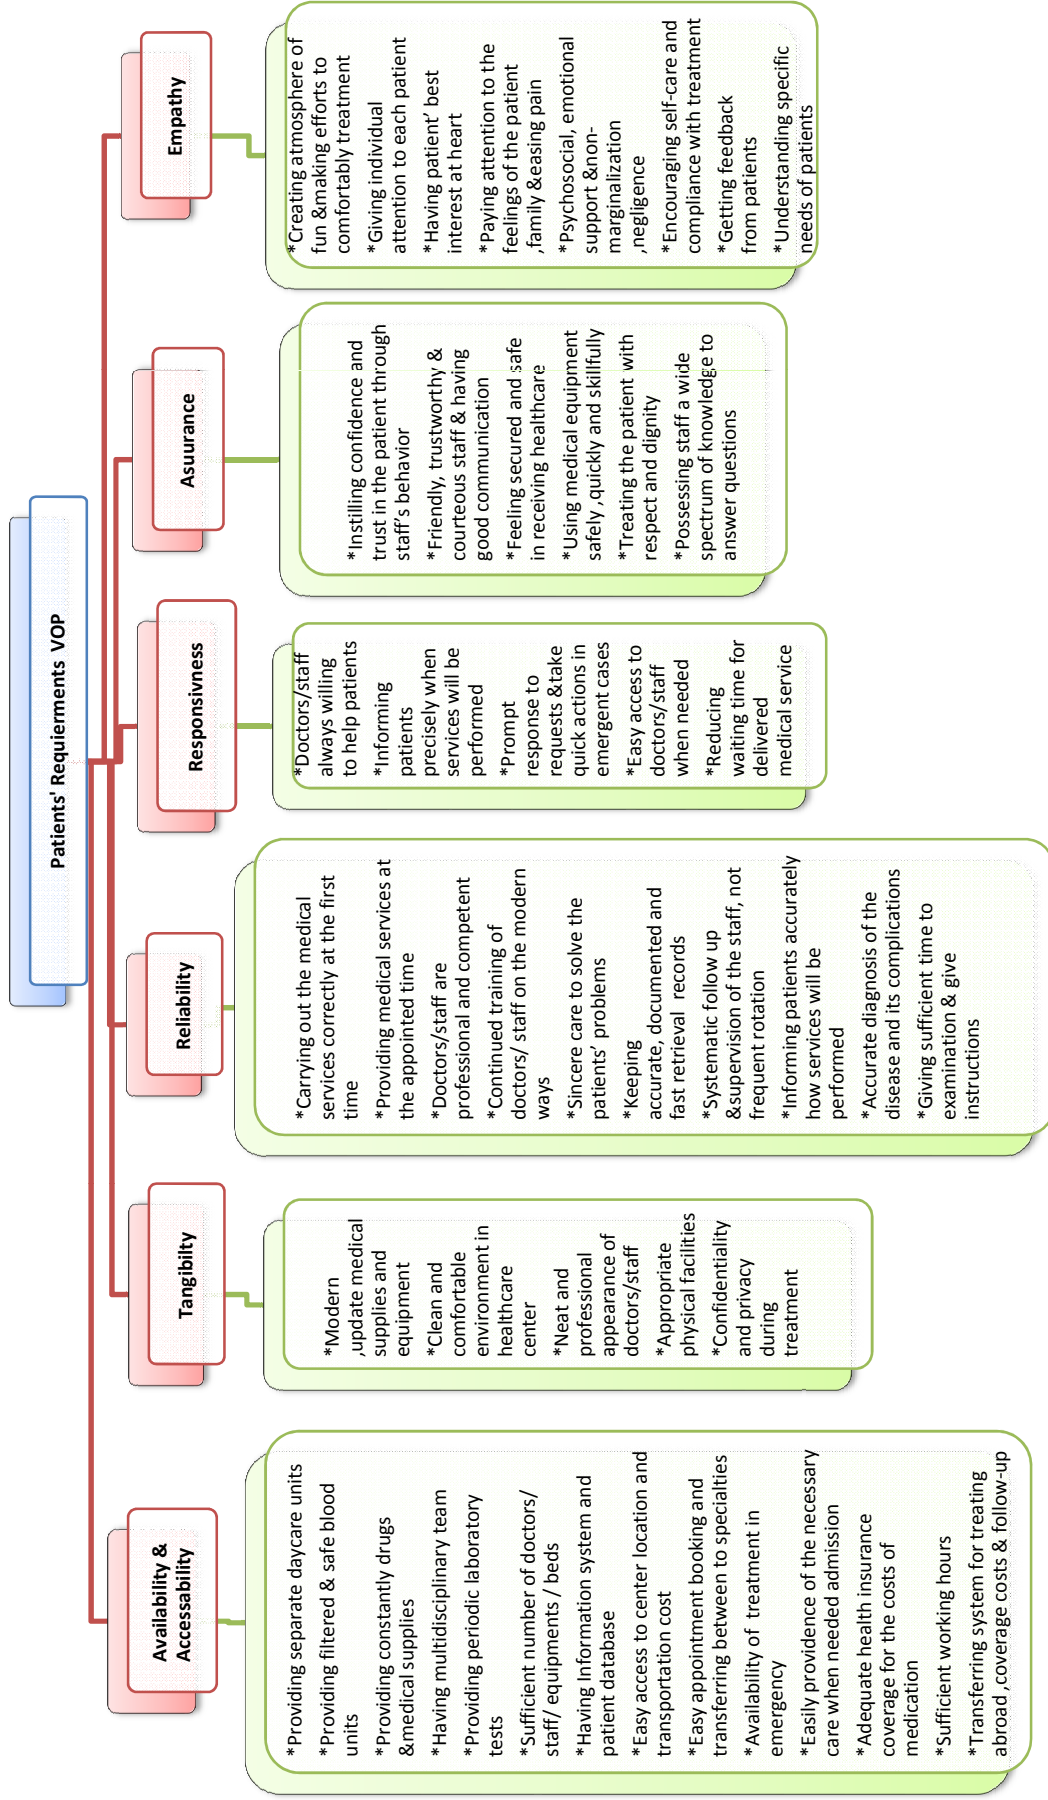 Patients' Requierments  VOP
Availability &
Accessability
*Providing separate daycare units
*Providing filtered & safe blood
units
*Providing constantly drugs
&medical supplies
*Having multidisciplinary team
*Providing periodic laboratory
tests
*Sufficient number of doctors/
staff/ equipments / beds
*Having Information system and
patient database
*Easy access to center location and
transportation cost
*Easy appointment booking and
transferring between to specialties
*Availability of  treatment in
emergency
*Easily providence of the necessary
care when needed admission
*Adequate health insurance
coverage for the costs of
medication
*Sufficient working hours
*Transferring system for treating
abroad ,coverage costs & follow-up
Tangibilty
*Modern
,update medical
supplies and
equipment
*Clean and
comfortable
environment in
healthcare
center
*Neat and
professional
appearance of
doctors/staff
*Appropriate
physical facilities
*Confidentiality
and privacy
during
treatment
Reliability
*Carrying out the medical
services correctly at the first
time
*Providing medical services at
the appointed time
*Doctors/staff are
professional and competent
*Continued training of
doctors/ staff on the modern
ways
*Sincere care to solve the
patients' problems
*Keeping
accurate, documented and
fast retrieval  records
*Systematic follow up
&supervision of the staff, not
frequent rotation
*Informing patients accurately
how services will be
performed
*Accurate diagnosis of the
disease and its complications
*Giving sufficient time to
examination & give
instructions
Responsivness
*Doctors/staff
always willing
to help patients
*Informing
patients
precisely when
services will be
performed
*Prompt
response to
requests &take
quick actions in
emergent cases
*Easy access to
doctors/staff
when needed
*Reducing
waiting time for
delivered
medical service
Asuurance
*Instilling confidence and
trust in the patient through
staff's behavior
*Friendly, trustworthy &
courteous staff & having
good communication
*Feeling secured and safe
in receiving healthcare
*Using medical equipment
safely ,quickly and skillfully
*Treating the patient with
respect and dignity
*Possessing staff a wide
spectrum of knowledge to
answer questions
Empathy
*Creating atmosphere of
fun &making efforts to
comfortably treatment
*Giving individual
attention to each patient
*Having patient' best
interest at heart
*Paying attention to the
feelings of the patient
,family &easing pain
*Psychosocial, emotional
support &non-
marginalization
,negligence
*Encouraging self-care and
compliance with treatment
*Getting feedback
from patients
*Understanding specific
needs of patients